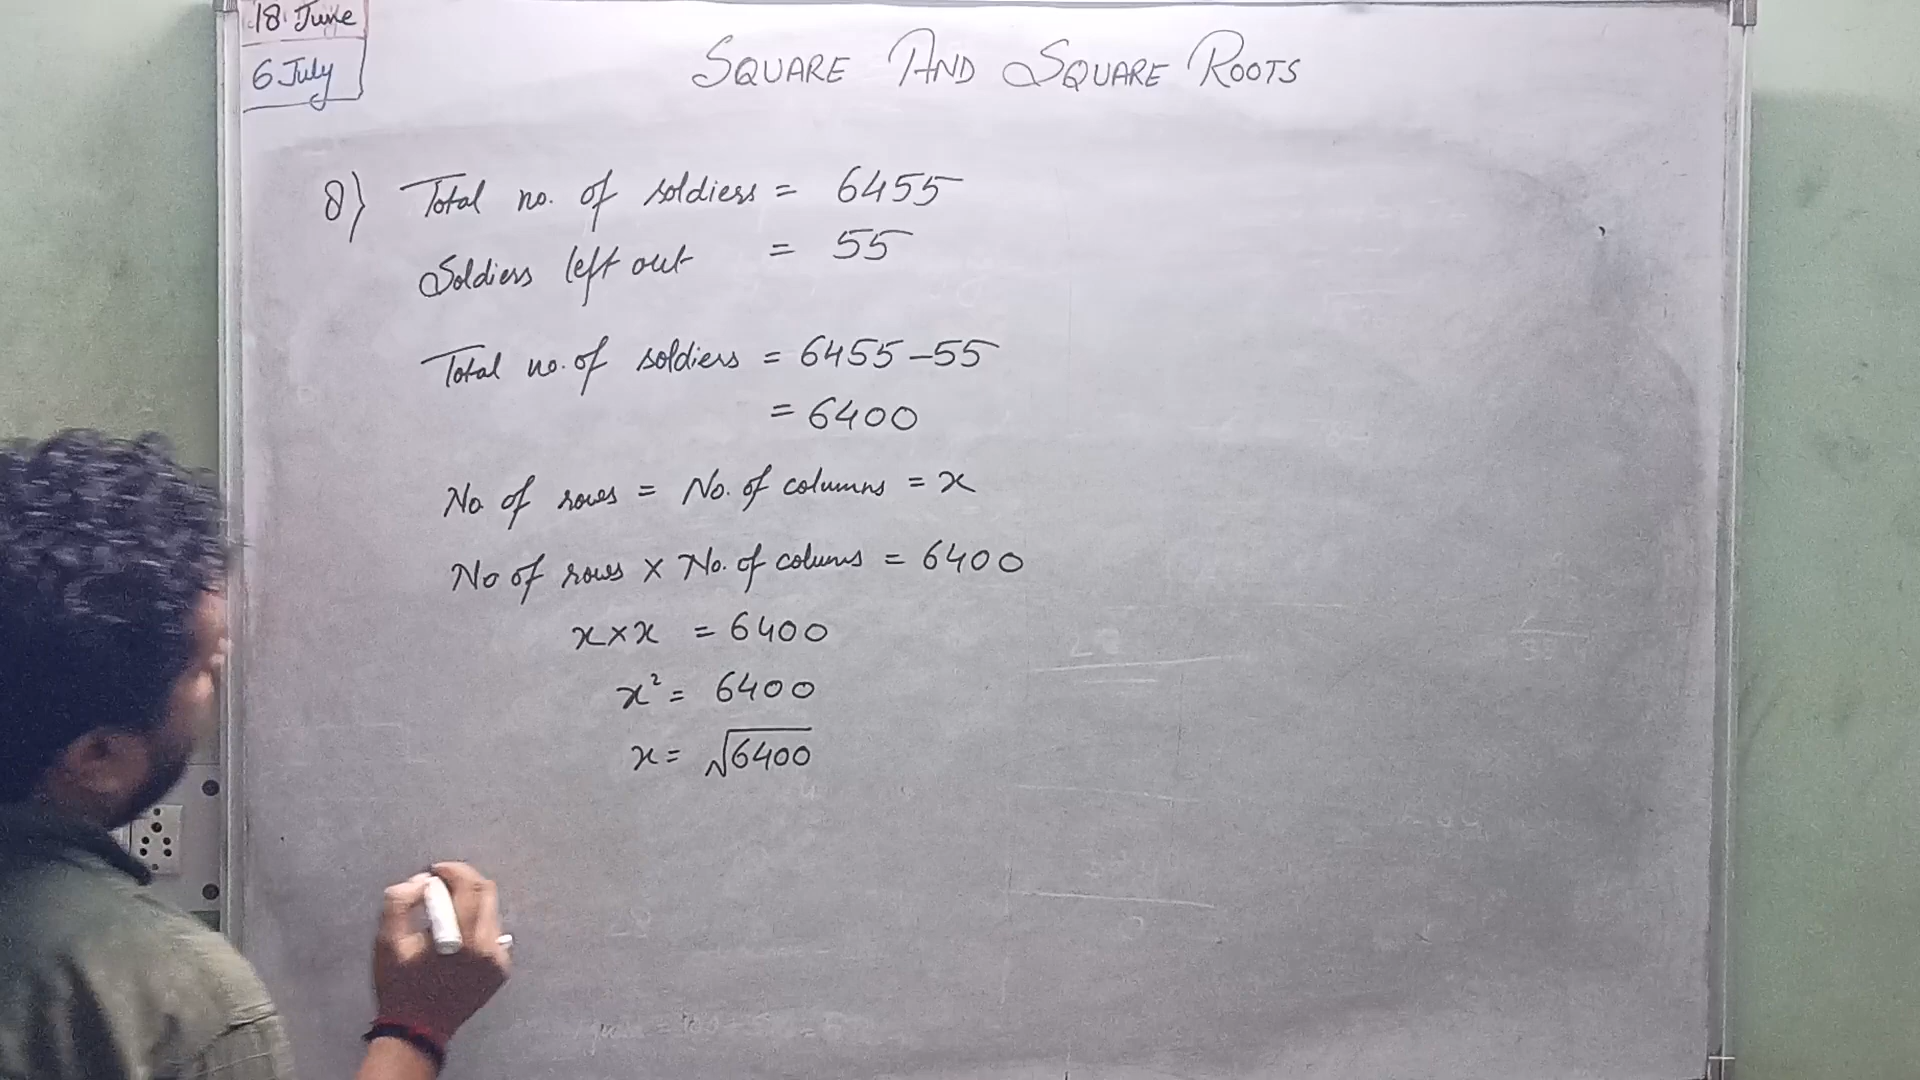 18 June
6 July
SQUARE AND SQUARE ROOTS
8) Total no. of soldiers = 6455
Soldiers left out = 55
Total no. of soldiers = 6455 - 55
= 6400
No. of rows = No. of columns = x
No of rows × No. of colums = 6400
x × x = 6400
x² = 6400
x = √6400